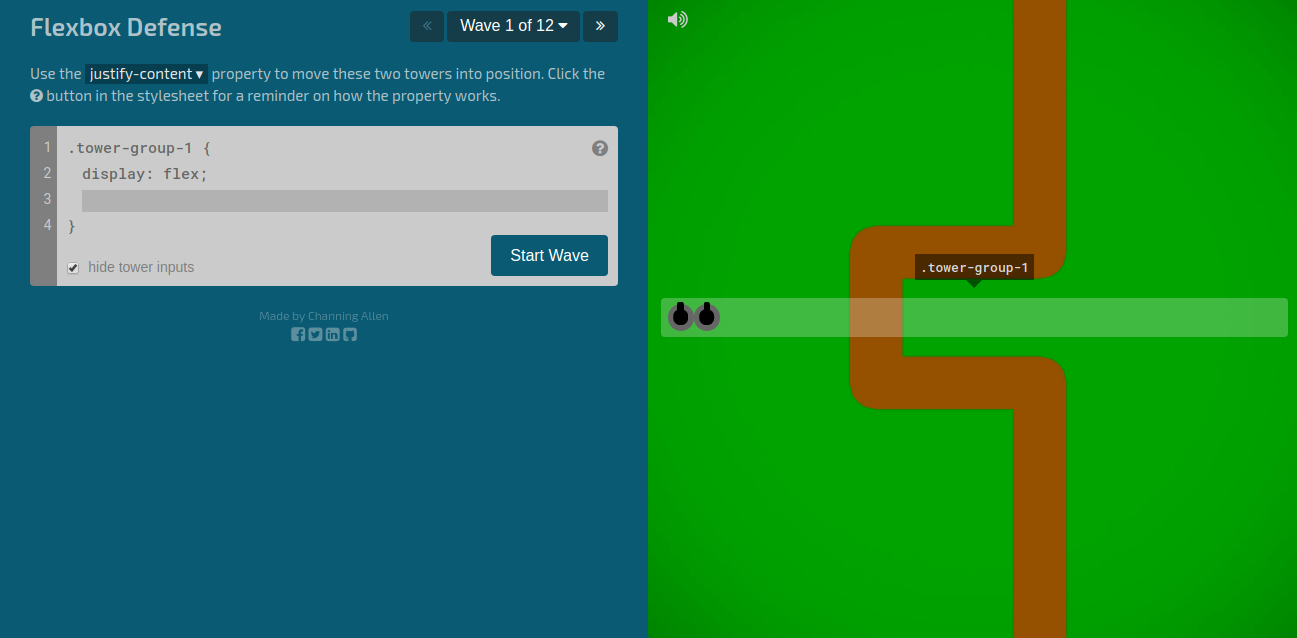 Flexbox Defense
«
Wave 1 of 12
»
Use the justify-content ▾ property to move these two towers into position. Click the
? button in the stylesheet for a reminder on how the property works.
1 .tower-group-1 {
?
2 display: flex;
3
4 }
hide tower inputs
Start Wave
Made by Channing Allen
.tower-group-1